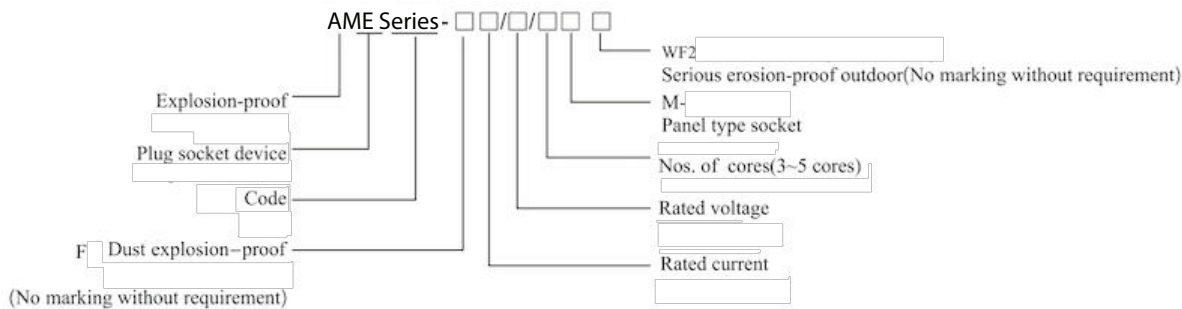 AME Series-□□/□/□□ □
WF2
Serious erosion-proof outdoor(No marking without requirement)
Explosion-proof
M-
Panel type socket
Plug socket device
Nos. of cores(3~5 cores)
Code
Rated voltage
F Dust explosion-proof
Rated current
(No marking without requirement)